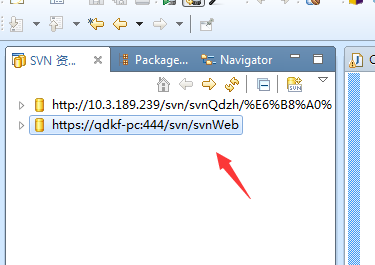 SVN 资...
Package...
Navigator
J
C
http://10.3.189.239/svn/svnQdzh/%E6%B8%A0%
https://qdkf-pc:444/svn/svnWeb